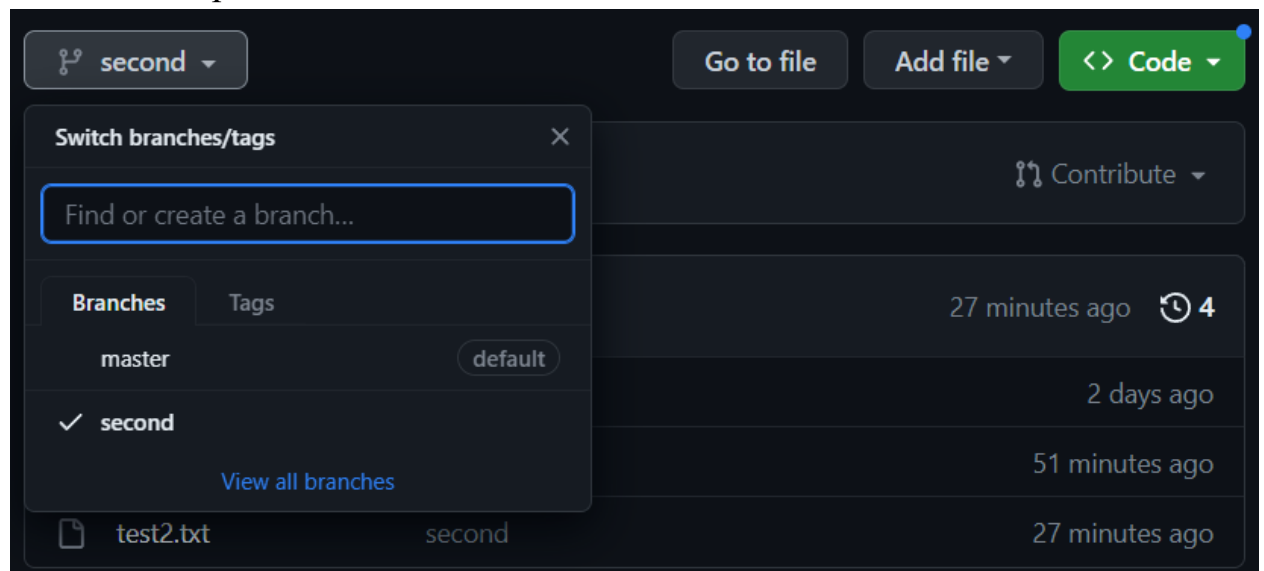 second
Go to file
Add file
Code
Switch branches/tags
Contribute
Find or create a branch...
Branches
Tags
27 minutes ago
4
master
default
2 days ago
second
51 minutes ago
View all branches
test2.txt
second
27 minutes ago